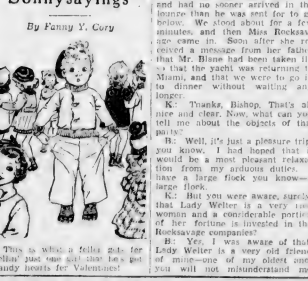 Sonnysayings
By Fanny Y. Cory
This is what a feller gets for
tellin' just one girl that he's got
candy hearts for Valentines!
and had no sooner arrived in the
lounge than he was sent for to
below. We stood about for a few
minutes, and then Miss Rocksav-
age came in. Soon after she re-
ceived a message from her father
that Mr. Blane had been taken ill
so that the yacht was returning t
Miami, and that we were to go i
to dinner without waiting an
longer.
K.: Thanks, Bishop. That's qu
nice and clear. Now, what can you
tell me about the objects of this
party?
B.: Well, it's just a pleasure trip
you know. I had hoped that i
would be a most pleasant relaxa-
tion from my arduous duties. I
have a large flock you know—
large flock.
K.: But you were aware, surely
that Lady Welter is a very rich
woman and a considerable portion
of her fortune is invested in the
Rocksavage companies?
B.: Yes, I was aware of that
Lady Welter is a very old friend
of mine—one of my oldest and
you will not misunderstand me